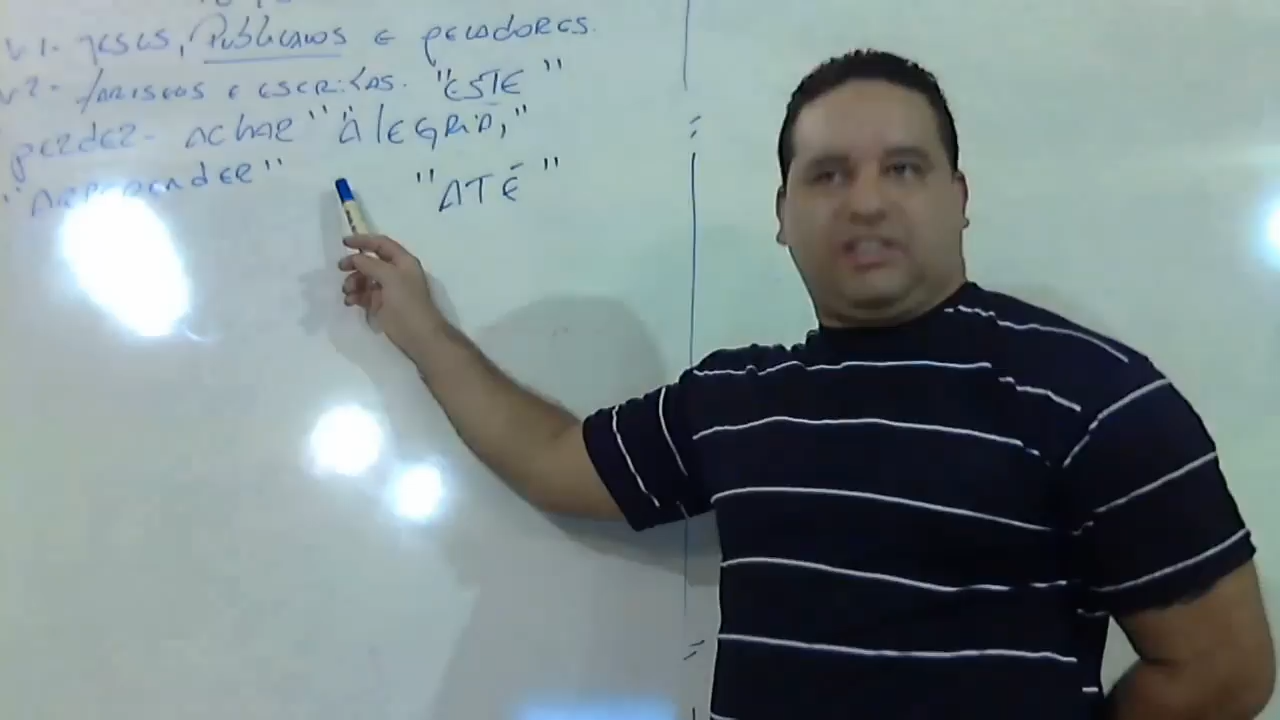 V1- JESUS, Publicanos E pecadores.
V2- fariseus e escribas. "ESTE"
perder- achar "ALEGRIA,"
"Arrepender" "ATÉ"